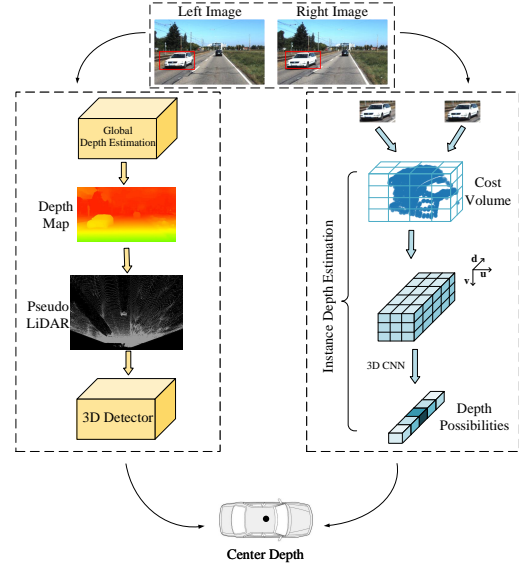 Left Image
Right Image
Global
Depth Estimation
Depth
Map
Pseudo
LiDAR
3D Detector
Instance Depth Estimation
Cost
Volume
d
u
v
3D CNN
Depth
Possibilities
Center Depth